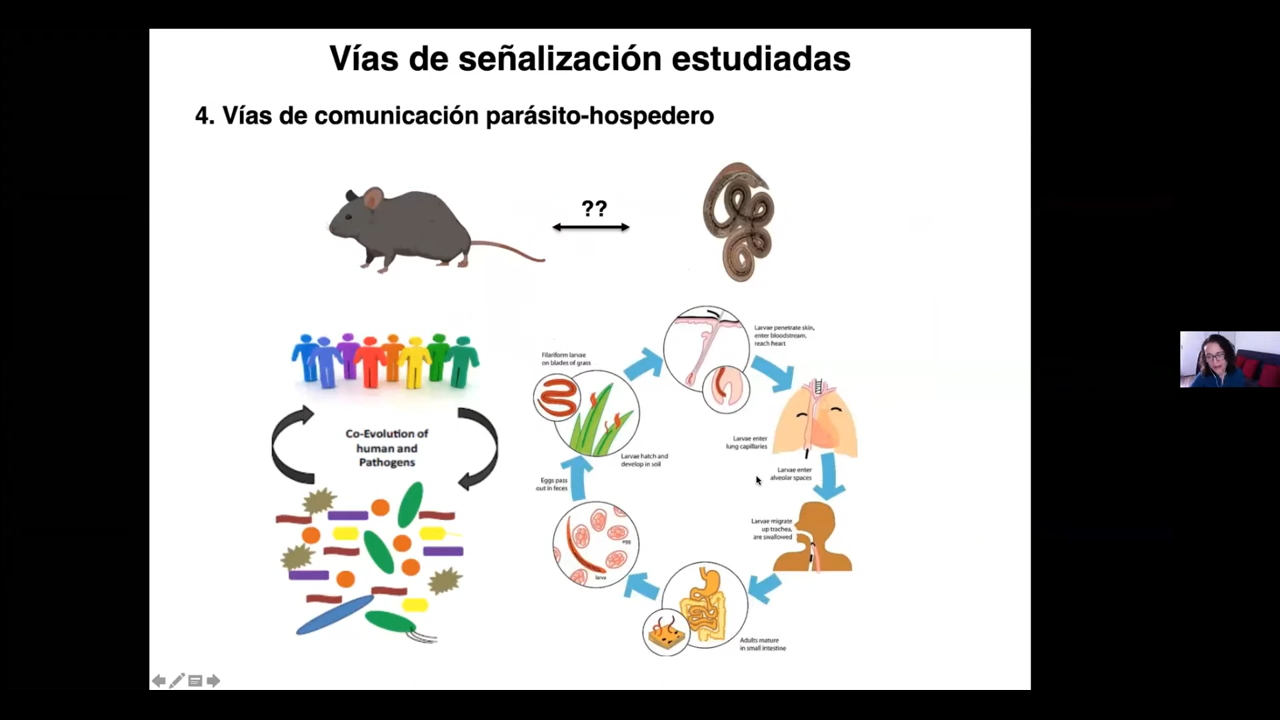 Vías de señalización estudiadas
4. Vías de comunicación parásito-hospedero
??
Co-Evolution of
human and
Pathogens
Filariform larvae
on blades of grass
Larvae penetrate skin,
enter bloodstream,
reach heart
Larvae enter
lung capillaries
Larvae enter
alveolar spaces
Larvae migrate
up trachea,
are swallowed
Adults mature
in small intestine
egg
larva
Eggs pass
out in feces
Larvae hatch and
develop in soil